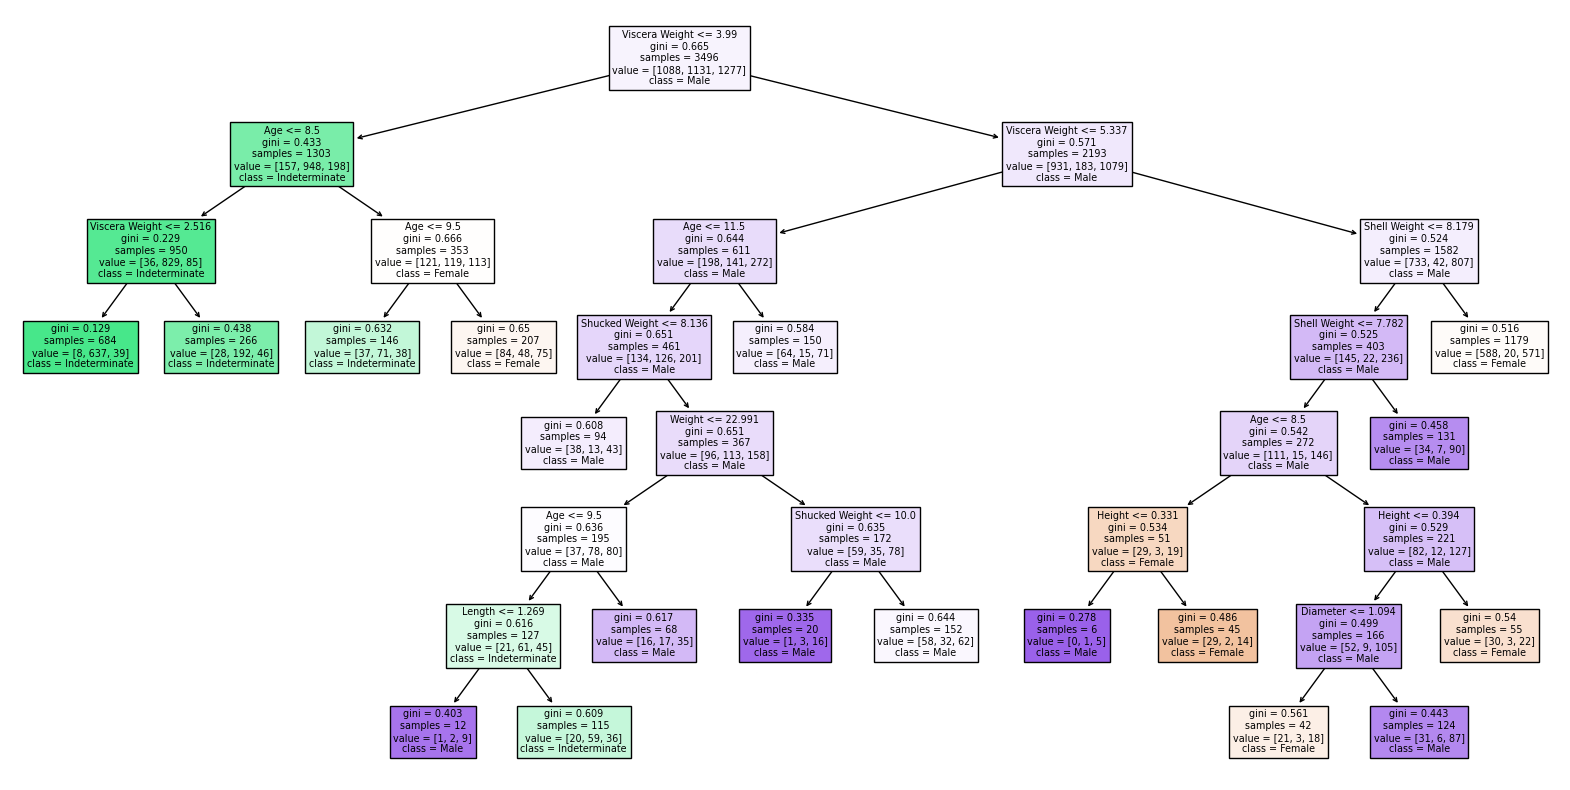 Viscera Weight <= 3.99
gini = 0.665
samples = 3496
value = [1088, 1131, 1277]
class = Male
Age <= 8.5
gini = 0.433
samples = 1303
value = [157, 948, 198]
class = Indeterminate
Viscera Weight <= 5.337
gini = 0.571
samples = 2193
value = [931, 183, 1079]
class = Male
Viscera Weight <= 2.516
gini = 0.229
samples = 950
value = [36, 829, 85]
class = Indeterminate
Age <= 9.5
gini = 0.666
samples = 353
value = [121, 119, 113]
class = Female
Age <= 11.5
gini = 0.644
samples = 611
value = [198, 141, 272]
class = Male
Shell Weight <= 8.179
gini = 0.524
samples = 1582
value = [733, 42, 807]
class = Male
gini = 0.129
samples = 684
value = [8, 637, 39]
class = Indeterminate
gini = 0.438
samples = 266
value = [28, 192, 46]
class = Indeterminate
gini = 0.632
samples = 146
value = [37, 71, 38]
class = Indeterminate
gini = 0.65
samples = 207
value = [84, 48, 75]
class = Female
Shucked Weight <= 8.136
gini = 0.651
samples = 461
value = [134, 126, 201]
class = Male
gini = 0.584
samples = 150
value = [64, 15, 71]
class = Male
Shell Weight <= 7.782
gini = 0.525
samples = 403
value = [145, 22, 236]
class = Male
gini = 0.516
samples = 1179
value = [588, 20, 571]
class = Female
gini = 0.608
samples = 94
value = [38, 13, 43]
class = Male
Weight <= 22.991
gini = 0.651
samples = 367
value = [96, 113, 158]
class = Male
Age <= 8.5
gini = 0.542
samples = 272
value = [111, 15, 146]
class = Male
gini = 0.458
samples = 131
value = [34, 7, 90]
class = Male
Age <= 9.5
gini = 0.636
samples = 195
value = [37, 78, 80]
class = Male
Shucked Weight <= 10.0
gini = 0.635
samples = 172
value = [59, 35, 78]
class = Male
Height <= 0.331
gini = 0.534
samples = 51
value = [29, 3, 19]
class = Female
Height <= 0.394
gini = 0.529
samples = 221
value = [82, 12, 127]
class = Male
Length <= 1.269
gini = 0.616
samples = 127
value = [21, 61, 45]
class = Indeterminate
gini = 0.617
samples = 68
value = [16, 17, 35]
class = Male
gini = 0.335
samples = 20
value = [1, 3, 16]
class = Male
gini = 0.644
samples = 152
value = [58, 32, 62]
class = Male
gini = 0.278
samples = 6
value = [0, 1, 5]
class = Male
gini = 0.486
samples = 45
value = [29, 2, 14]
class = Female
Diameter <= 1.094
gini = 0.499
samples = 166
value = [52, 9, 105]
class = Male
gini = 0.54
samples = 55
value = [30, 3, 22]
class = Female
gini = 0.403
samples = 12
value = [1, 2, 9]
class = Male
gini = 0.609
samples = 115
value = [20, 59, 36]
class = Indeterminate
gini = 0.561
samples = 42
value = [21, 3, 18]
class = Female
gini = 0.443
samples = 124
value = [31, 6, 87]
class = Male